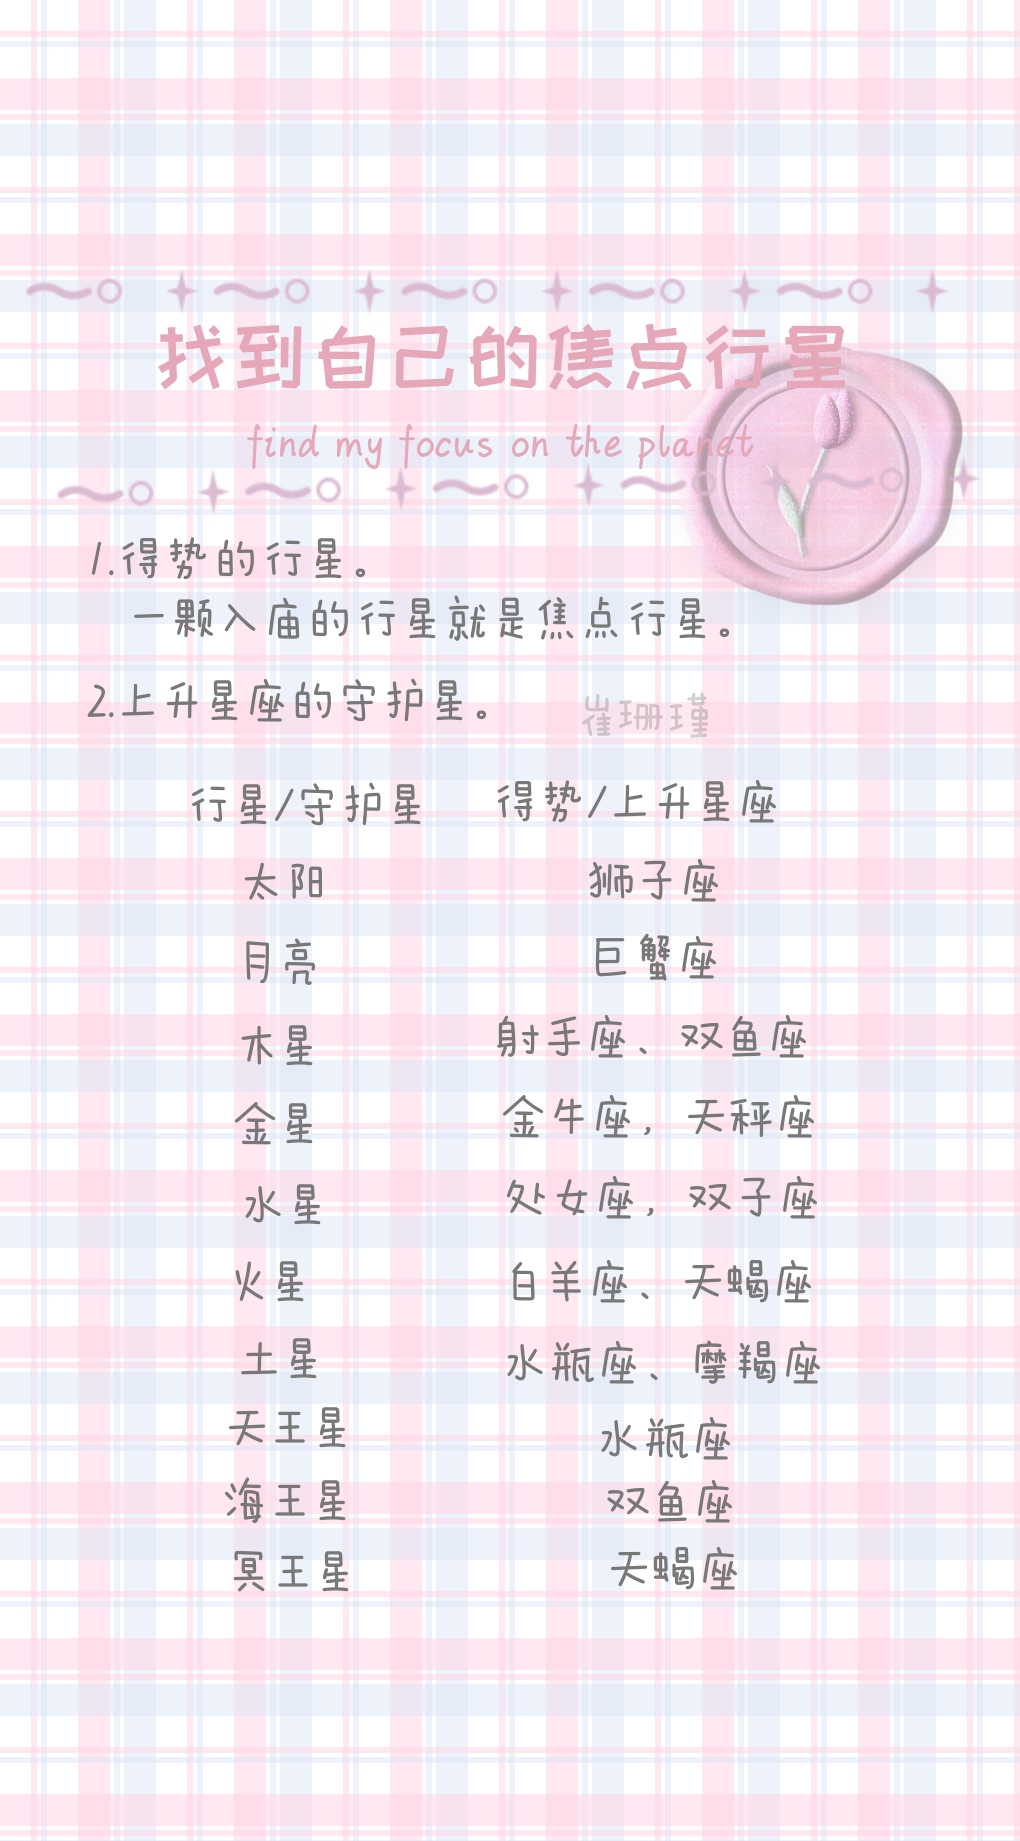 找到自己的焦点行星
find my focus on the planet
1.得势的行星。
一颗入庙的行星就是焦点行星。
2.上升星座的守护星。
崔珊瑾
行星/守护星 得势/上升星座
太阳 狮子座
月亮 巨蟹座
木星 射手座、双鱼座
金星 金牛座,天秤座
水星 处女座,双子座
火星 白羊座、天蝎座
土星 水瓶座、摩羯座
天王星 水瓶座
海王星 双鱼座
冥王星 天蝎座